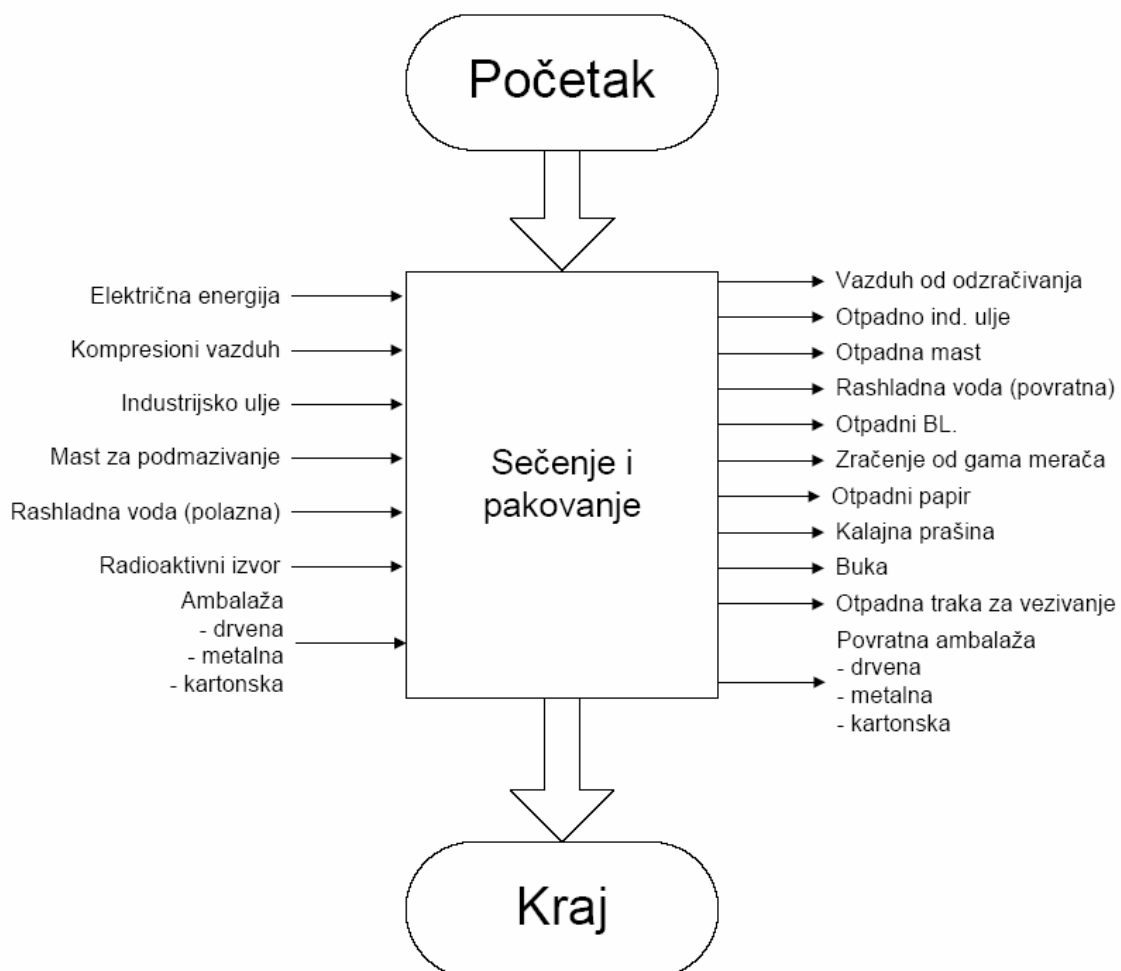 Početak
Električna energija
Kompresioni vazduh
Industrijsko ulje
Mast za podmazivanje
Rashladna voda (polazna)
Radioaktivni izvor
Ambalaža
- drvena
- metalna
- kartonska
Sečenje i
pakovanje
Vazduh od odzračivanja
Otpadno ind. ulje
Otpadna mast
Rashladna voda (povratna)
Otpadni BL.
Zračenje od gama merača
Otpadni papir
Kalajna prašina
Buka
Otpadna traka za vezivanje
Povratna ambalaža
- drvena
- metalna
- kartonska
Kraj